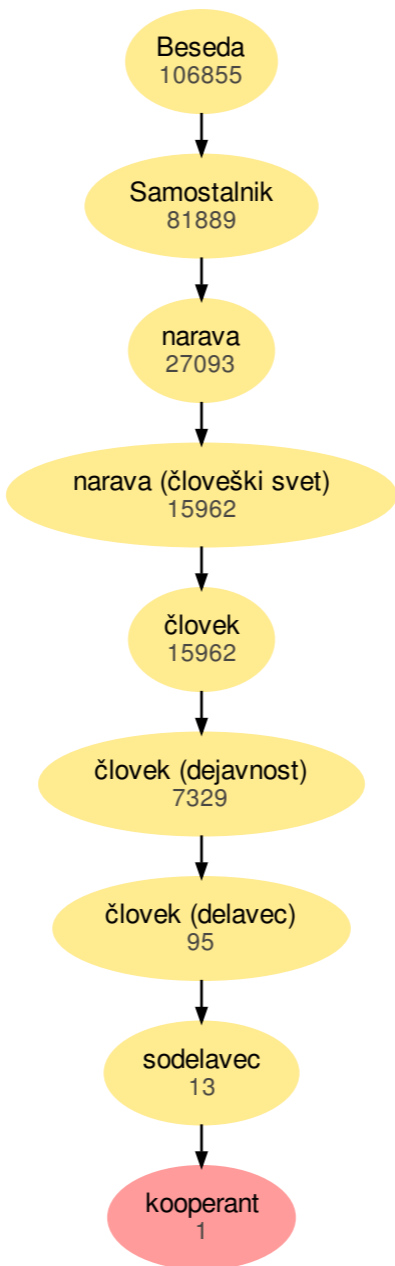 Beseda
106855
Samostalnik
81889
narava
27093
narava (človeški svet)
15962
človek
15962
človek (dejavnost)
7329
človek (delavec)
95
sodelavec
13
kooperant
1